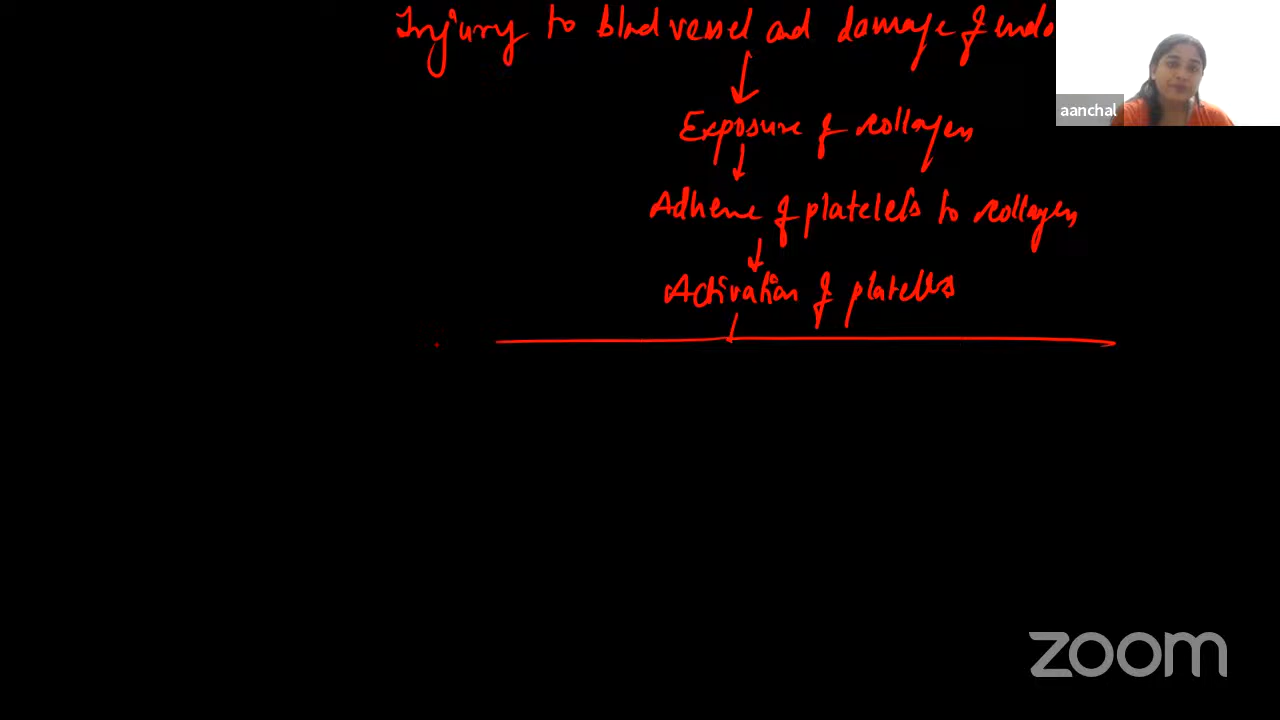 Injury to blood vessel and damage of endo
aanchal
Exposure of collagen
Adhene of platelets to collagen
Activation of platelets
zoom